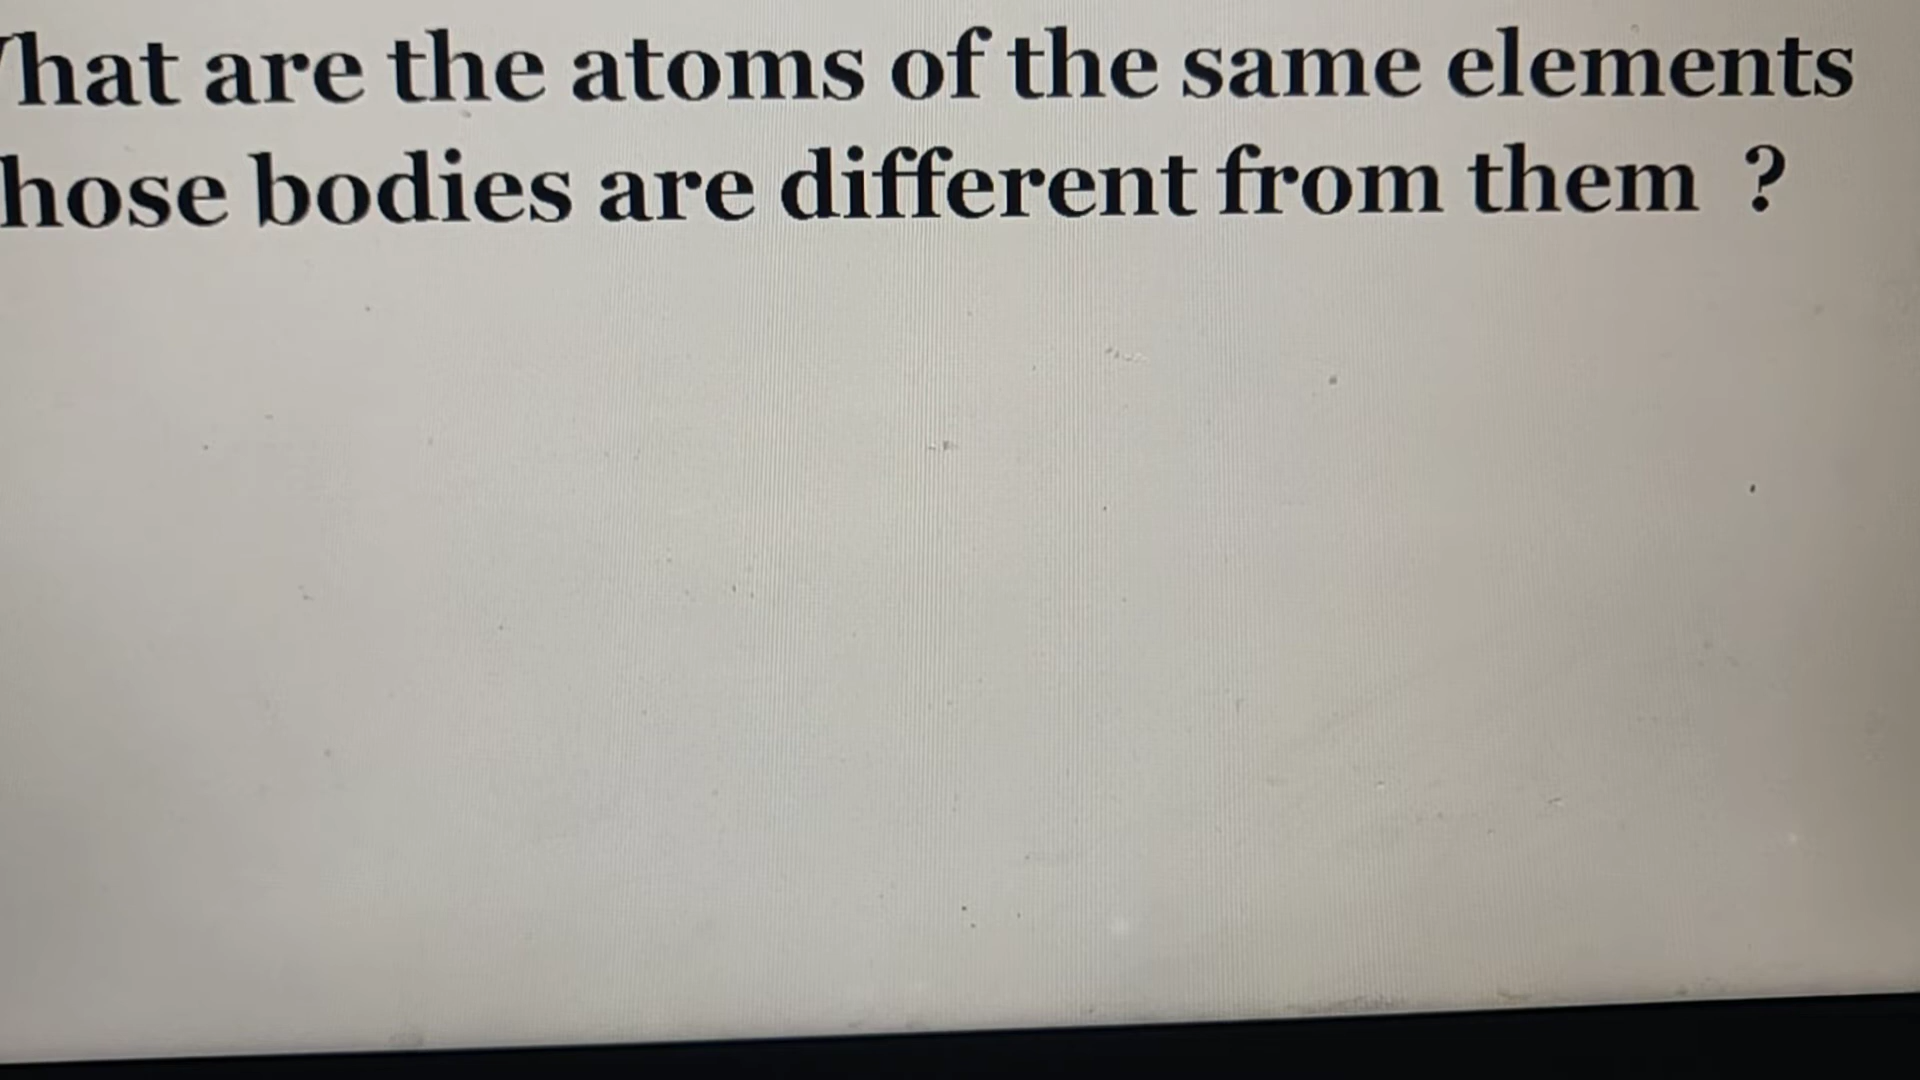 hat are the atoms of the same elements
hose bodies are different from them ?